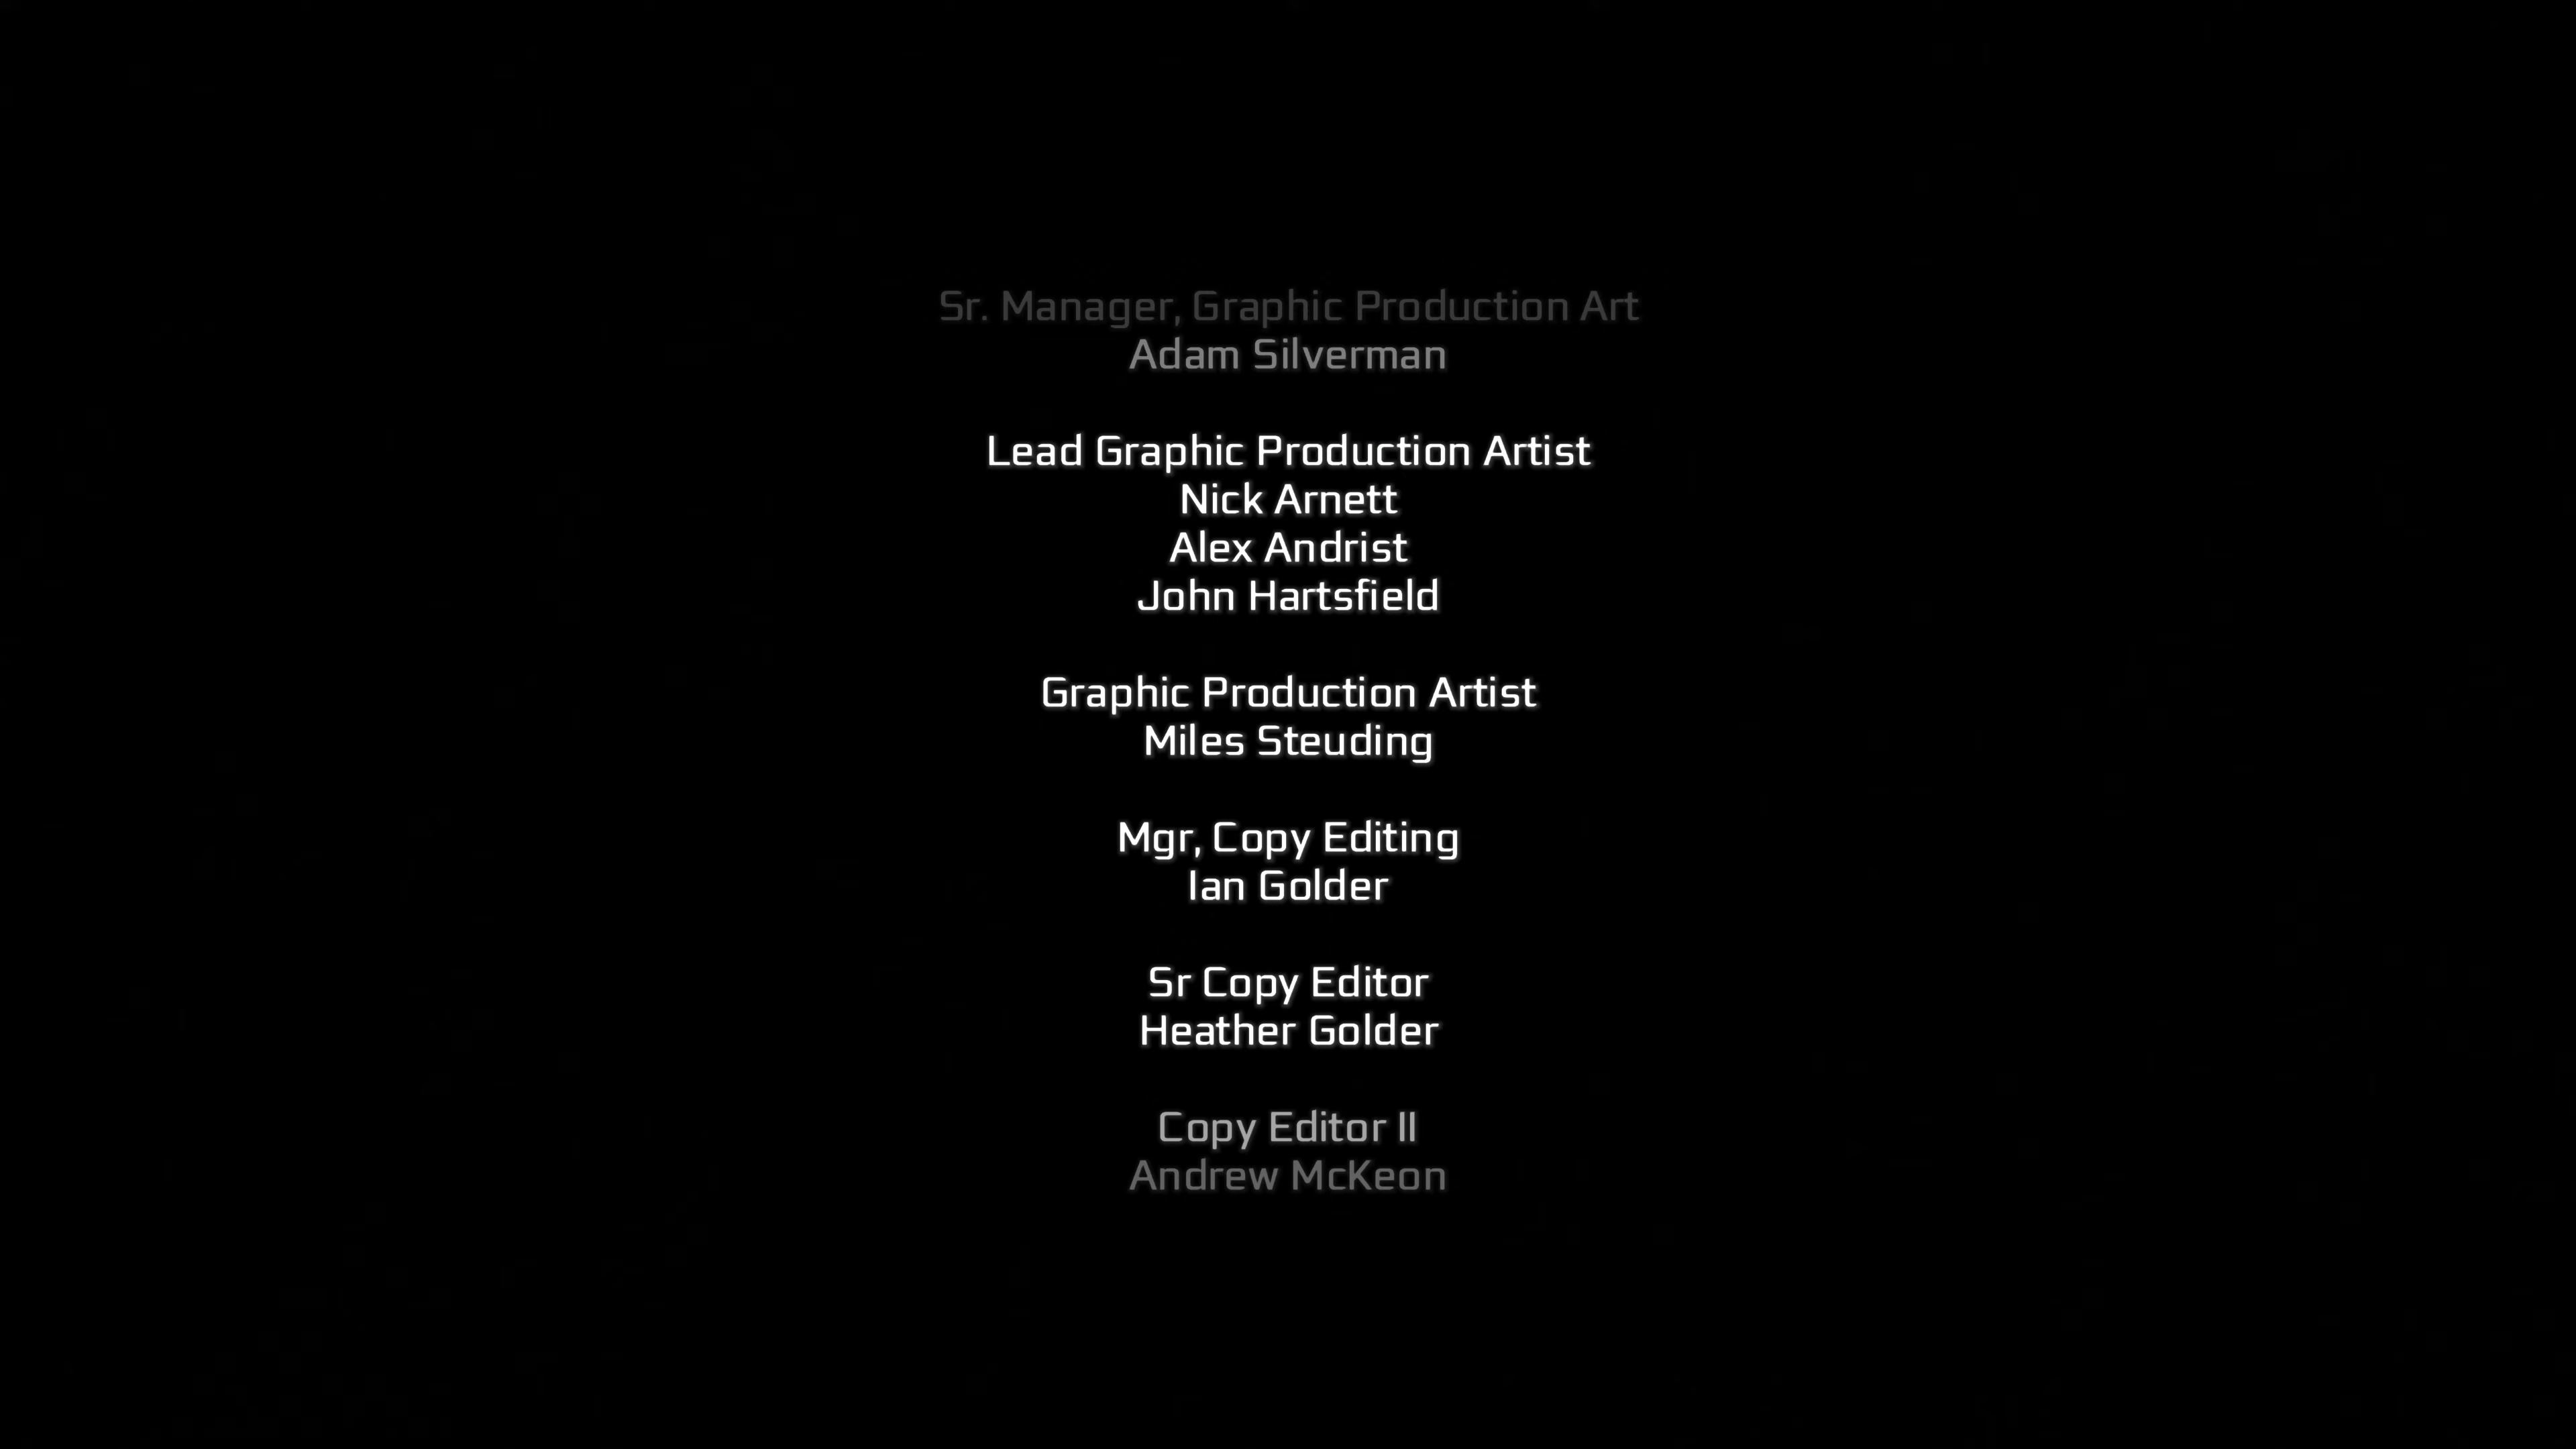 Sr. Manager, Graphic Production Art
Adam Silverman
Lead Graphic Production Artist
Nick Arnett
Alex Andrist
John Hartsfield
Graphic Production Artist
Miles Steuding
Mgr, Copy Editing
Ian Golder
Sr Copy Editor
Heather Golder
Copy Editor II
Andrew McKeon